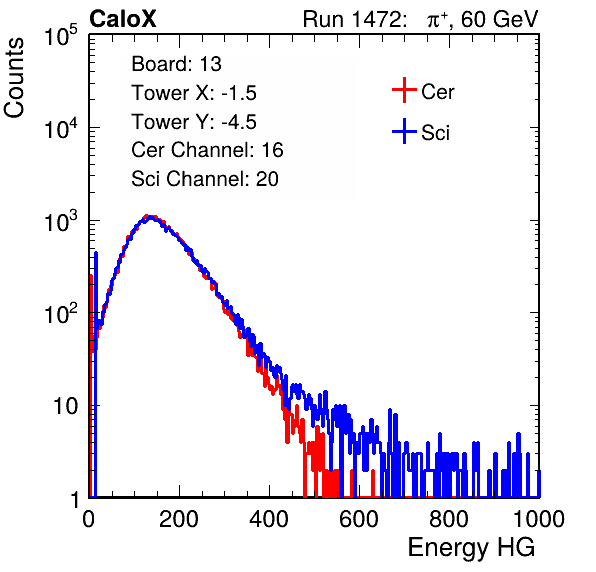 CaloX Run 1472: π⁺, 60 GeV
Counts
10⁵
10⁴
10³
10²
10
1
Board: 13
Tower X: -1.5
Tower Y: -4.5
Cer Channel: 16
Sci Channel: 20
Cer
Sci
0 200 400 600 800 1000
Energy HG